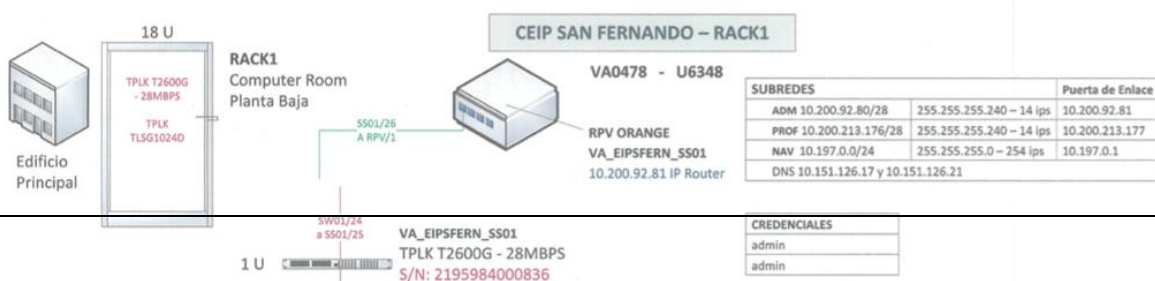 CEIP SAN FERNANDO – RACK1
18 U
TPLK T2600G
- 28MBPS
TPLK
TLSG1024D
RACK1
Computer Room
Planta Baja
Edificio
Principal
SS01/26
A RPV/1
VA0478 - U6348
RPV ORANGE
VA_EIPSFERN_SS01
10.200.92.81 IP Router
SUBREDES Puerta de Enlace
ADM 10.200.92.80/28 255.255.255.240 – 14 ips 10.200.92.81
PROF 10.200.213.176/28 255.255.255.240 – 14 ips 10.200.213.177
NAV 10.197.0.0/24 255.255.255.0 – 254 ips 10.197.0.1
DNS 10.151.126.17 y 10.151.126.21
SW01/24
a SS01/25
1 U
VA_EIPSFERN_SS01
TPLK T2600G - 28MBPS
S/N: 2195984000836
CREDENCIALES
admin
admin